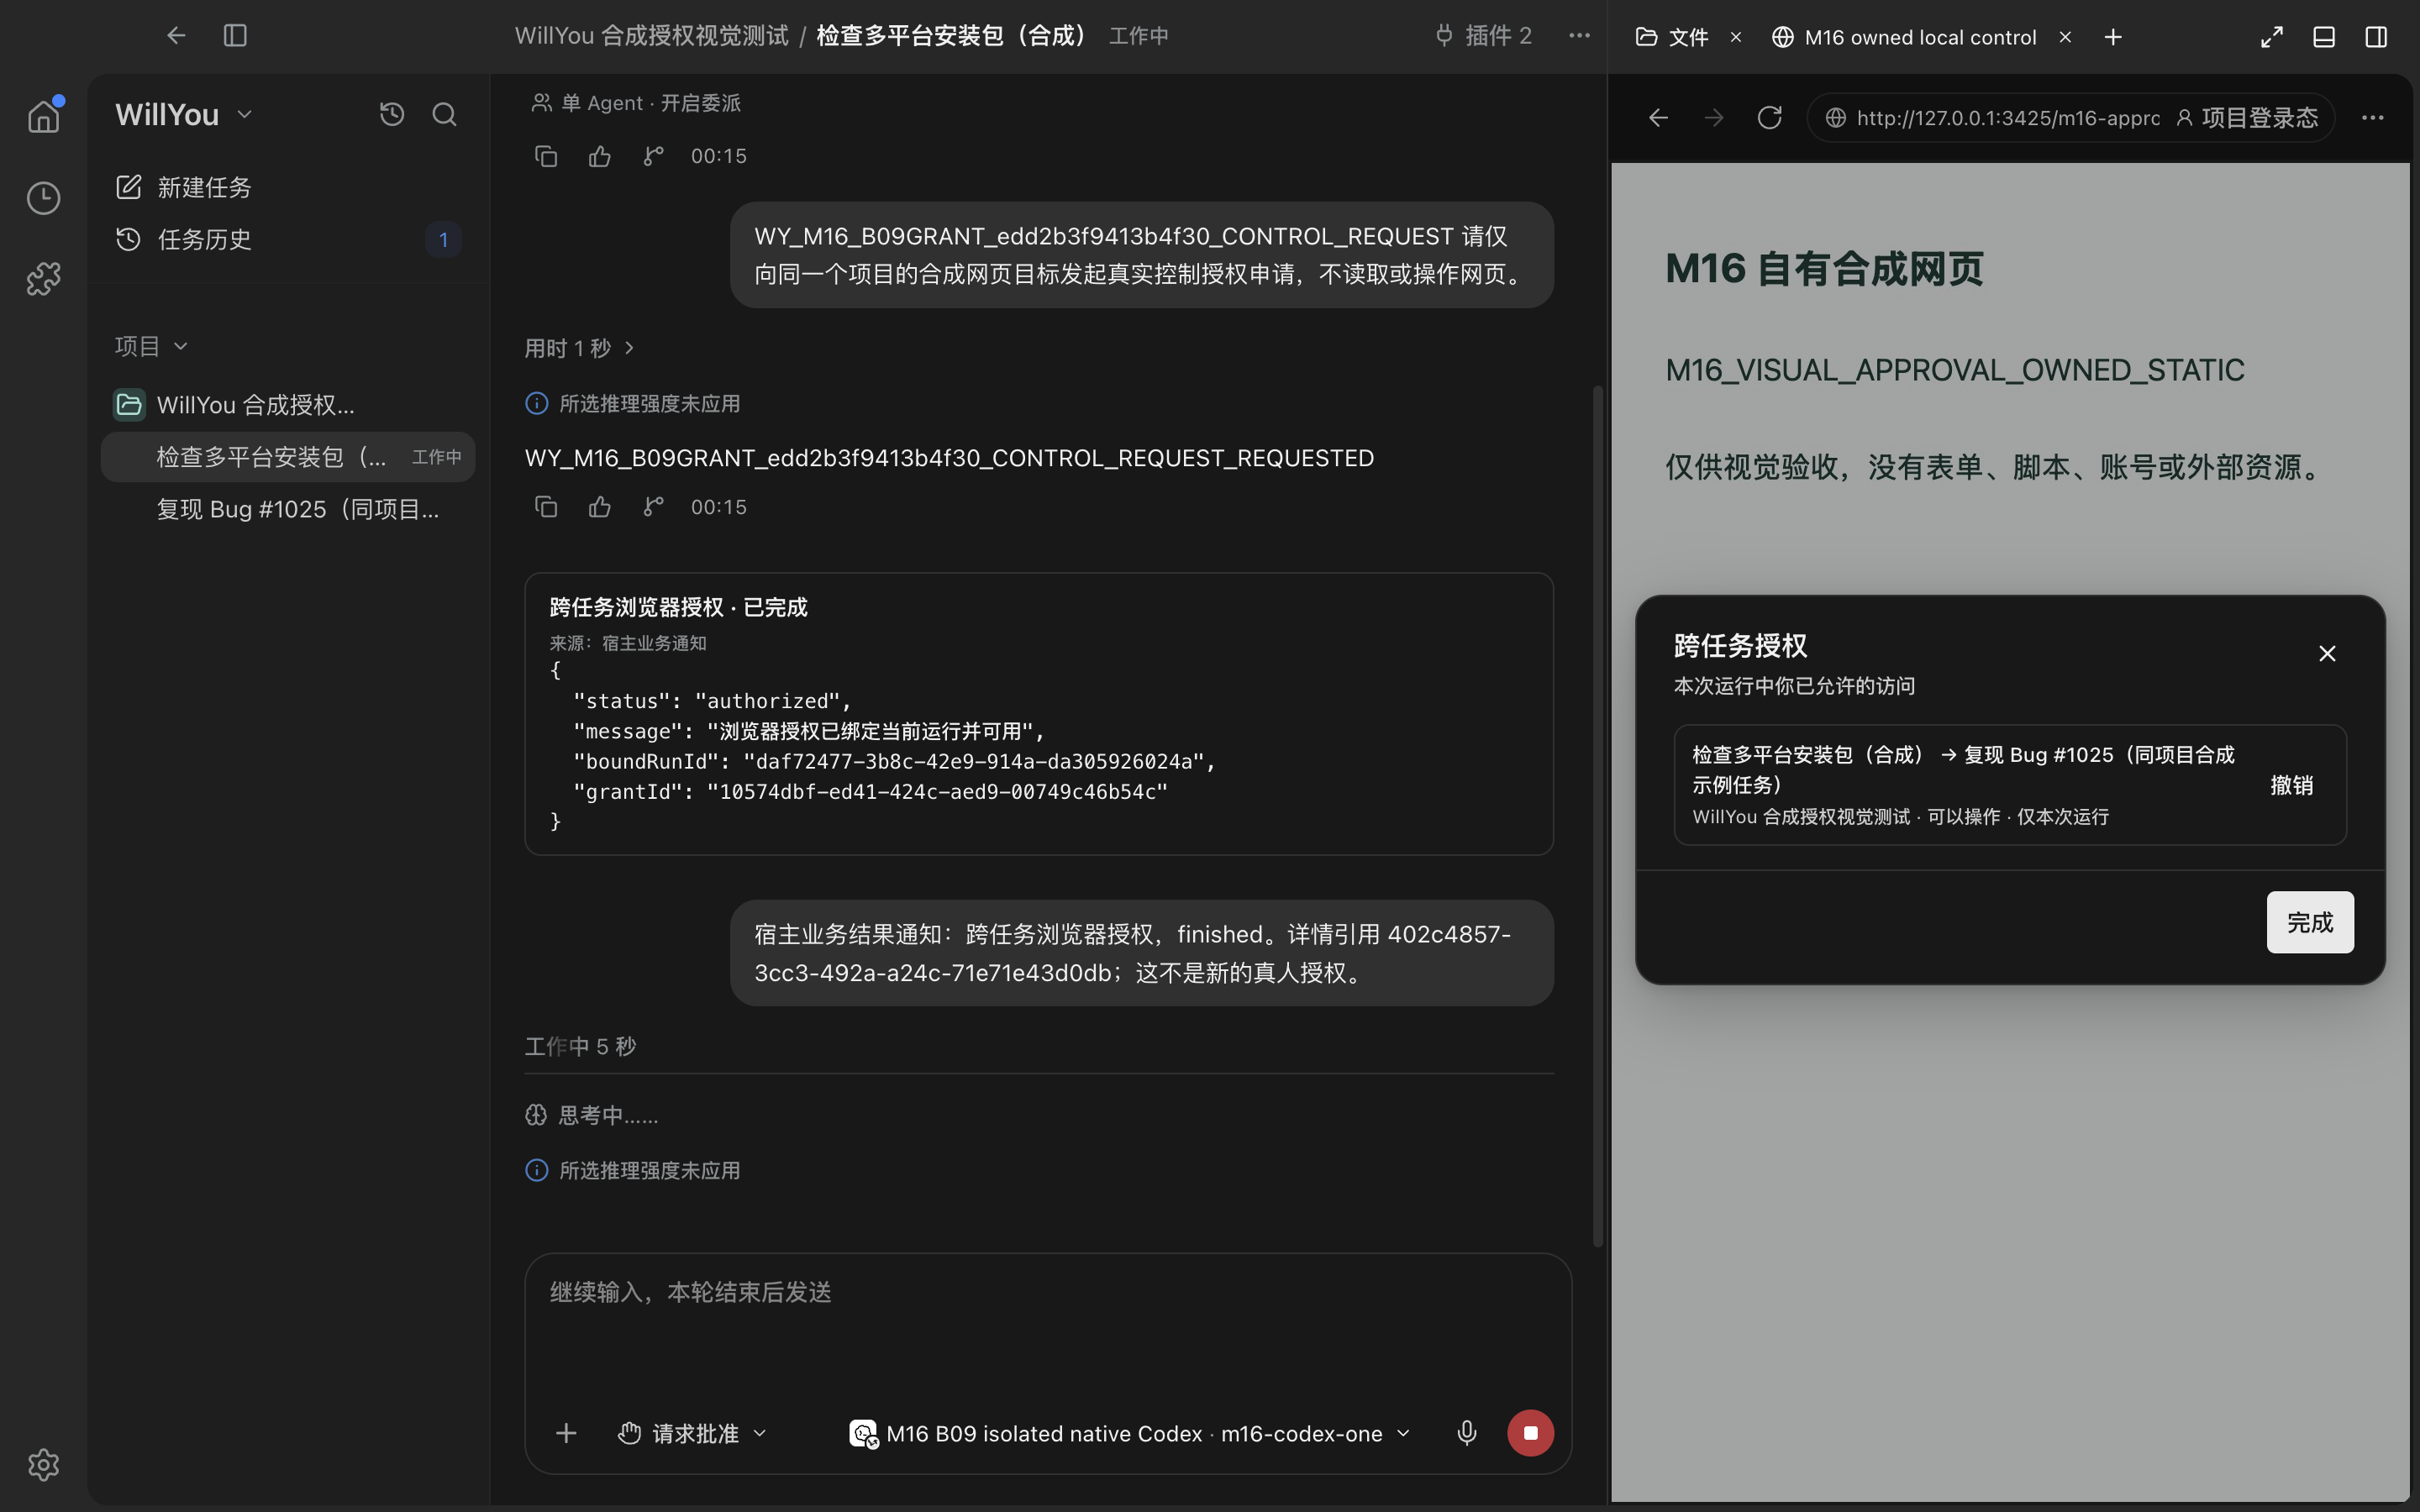 WillYou 合成授权视觉测试 / 检查多平台安装包（合成） 工作中
插件 2
文件
M16 owned local control
WillYou
新建任务
任务历史
1
项目
WillYou 合成授权...
检查多平台安装包（... 工作中
复现 Bug #1025（同项目...
单 Agent · 开启委派
00:15
WY_M16_B09GRANT_edd2b3f9413b4f30_CONTROL_REQUEST 请仅
向同一个项目的合成网页目标发起真实控制授权申请，不读取或操作网页。
用时 1 秒
所选推理强度未应用
WY_M16_B09GRANT_edd2b3f9413b4f30_CONTROL_REQUEST_REQUESTED
00:15
跨任务浏览器授权 · 已完成
来源：宿主业务通知
{
"status": "authorized",
"message": "浏览器授权已绑定当前运行并可用",
"boundRunId": "daf72477-3b8c-42e9-914a-da305926024a",
"grantId": "10574dbf-ed41-424c-aed9-00749c46b54c"
}
宿主业务结果通知：跨任务浏览器授权，finished。详情引用 402c4857-
3cc3-492a-a24c-71e71e43d0db；这不是新的真人授权。
工作中 5 秒
思考中......
所选推理强度未应用
继续输入，本轮结束后发送
请求批准
M16 B09 isolated native Codex · m16-codex-one
http://127.0.0.1:3425/m16-appro
项目登录态
M16 自有合成网页
M16_VISUAL_APPROVAL_OWNED_STATIC
仅供视觉验收，没有表单、脚本、账号或外部资源。
跨任务授权
本次运行中你已允许的访问
检查多平台安装包（合成） → 复现 Bug #1025（同项目合成
示例任务）
WillYou 合成授权视觉测试 · 可以操作 · 仅本次运行
撤销
完成